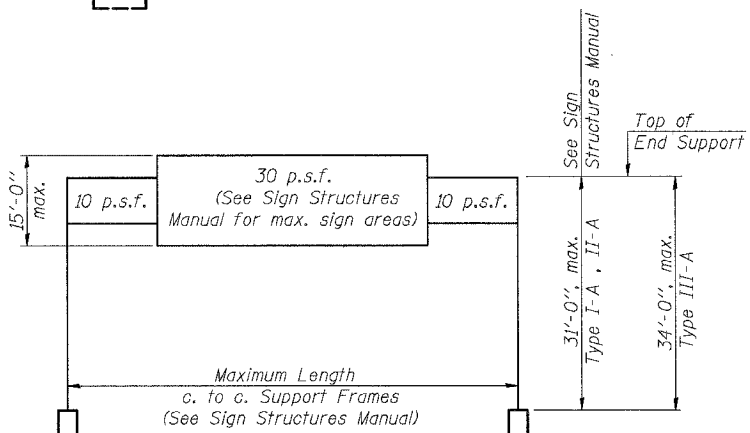 See Sign
Structures Manual
Top of
End Support
15'-0''
max.
10 p.s.f.
30 p.s.f.
(See Sign Structures
Manual for max. sign areas)
10 p.s.f.
31'-0'', max.
Type I-A , II-A
34'-0'', max.
Type III-A
Maximum Length
c. to c. Support Frames
(See Sign Structures Manual)